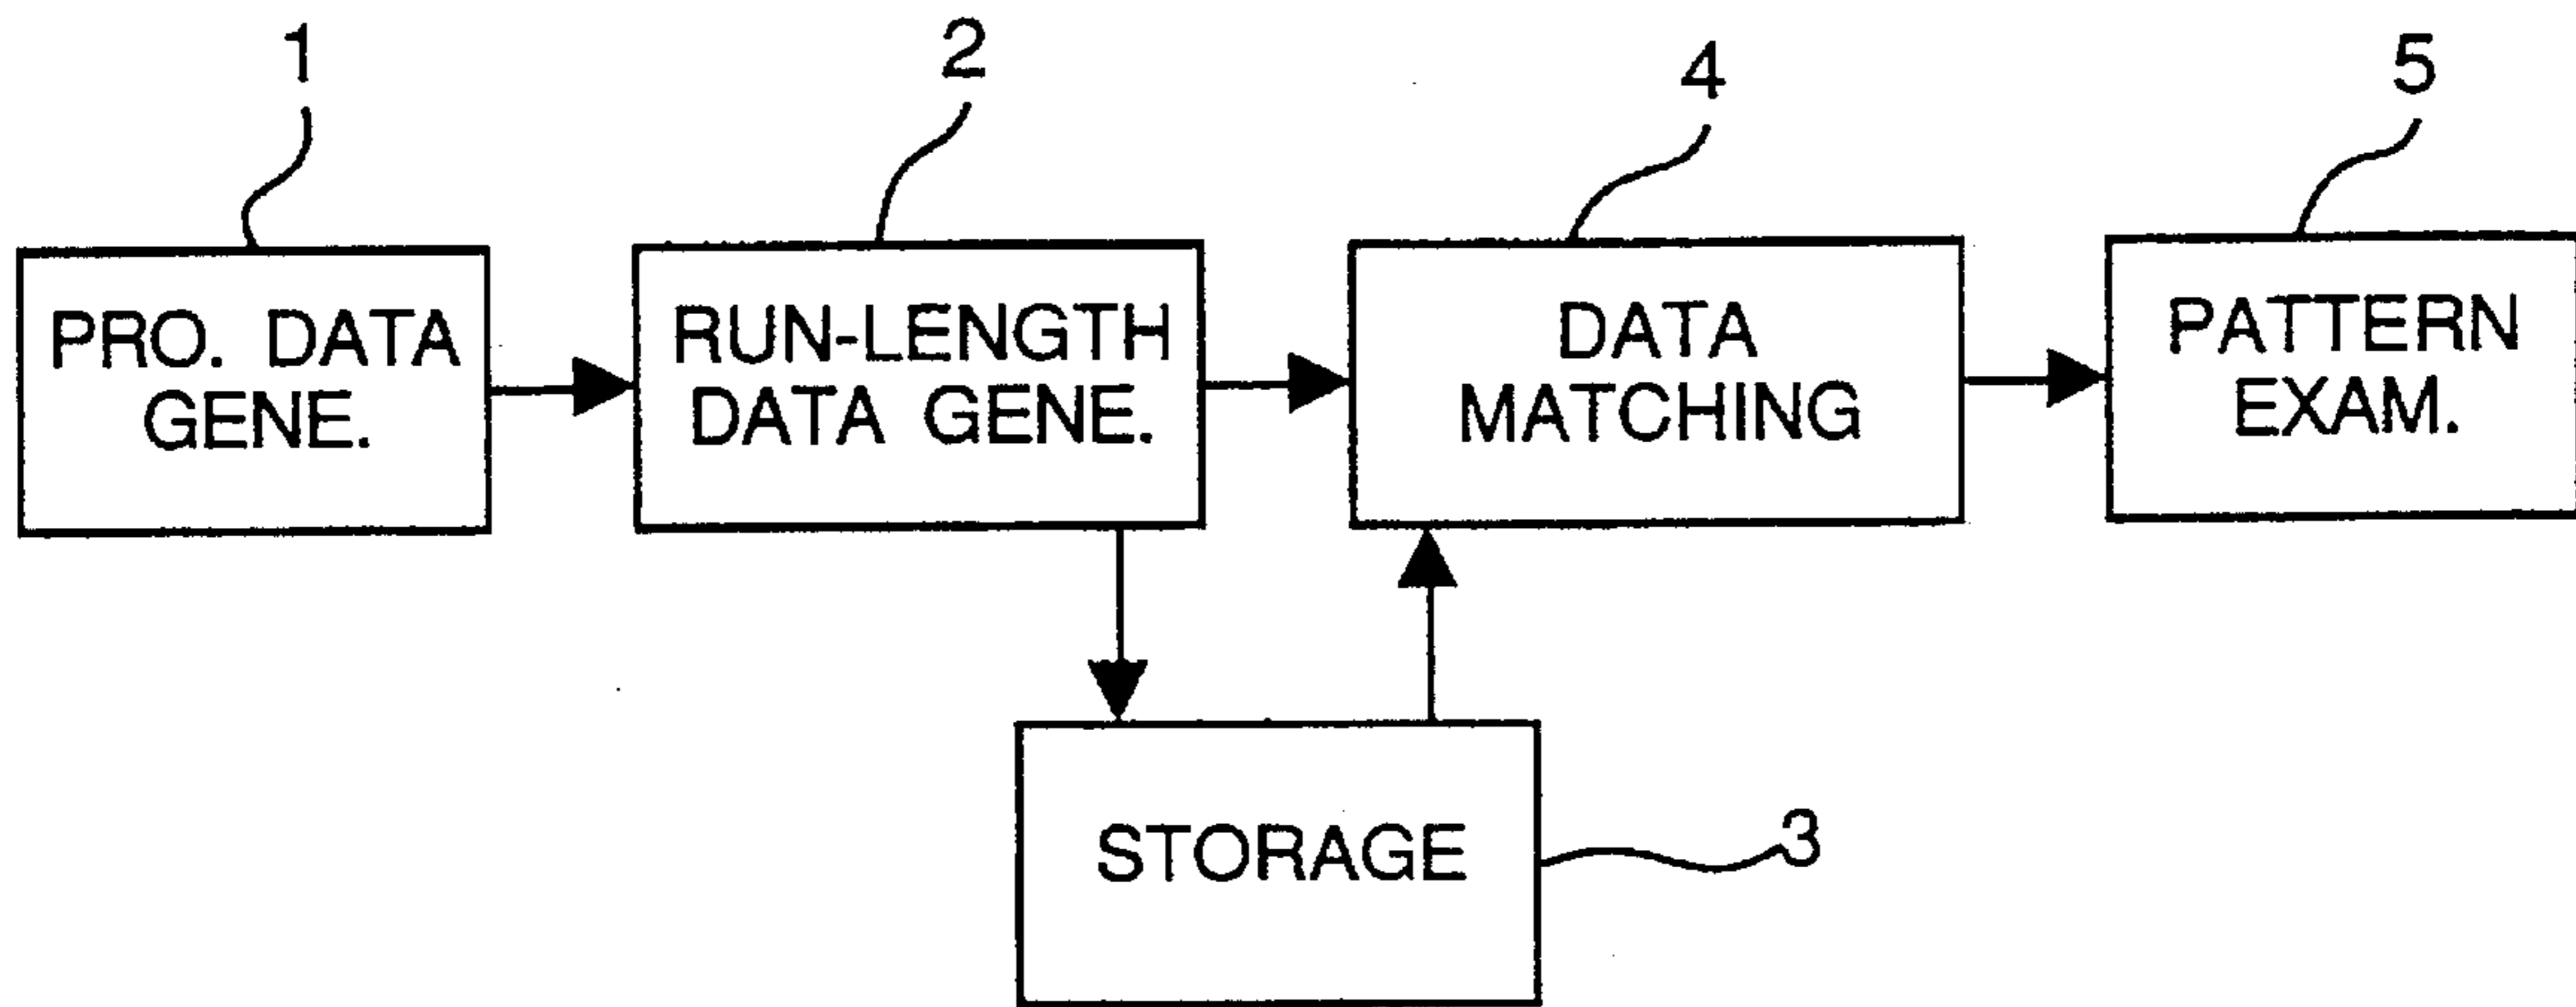 1
2
4
5
PRO. DATA
GENE.
RUN-LENGTH
DATA GENE.
DATA
MATCHING
PATTERN
EXAM.
STORAGE
3